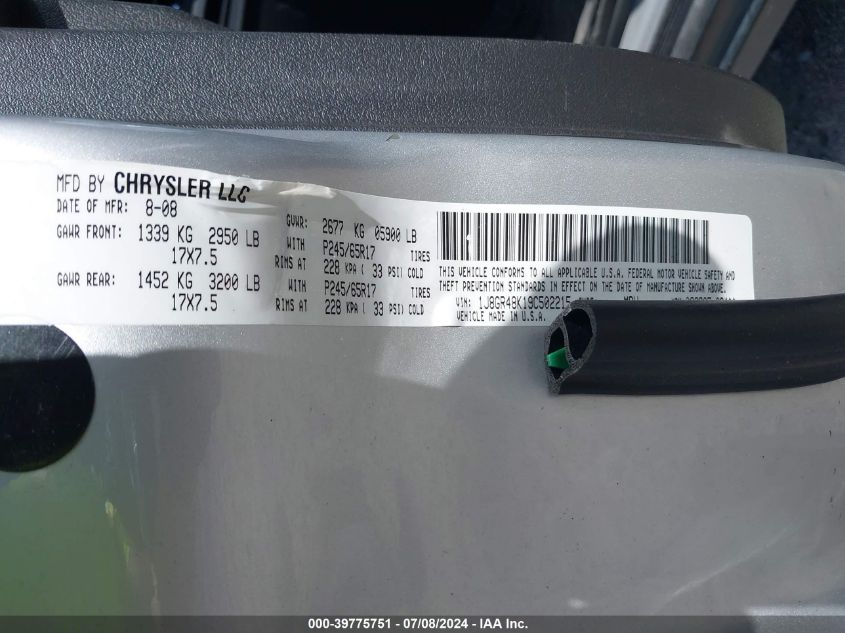 MFD BY CHRYSLER LLC
DATE OF MFR: 8-08
GAWR FRONT: 1339 KG 2950 LB
17X7.5
GAWR REAR: 1452 KG 3200 LB
17X7.5
GVWR: 2677 KG 05900 LB
WITH P245/65R17 TIRES
RIMS AT 228 KPA ( 33 PSI) COLD
WITH P245/65R17 TIRES
RIMS AT 228 KPA ( 33 PSI) COLD
THIS VEHICLE CONFORMS TO ALL APPLICABLE U.S.A. FEDERAL MOTOR VEHICLE SAFETY AND
THEFT PREVENTION STANDARDS IN EFFECT ON THE DATE OF MANUFACTURE SHOWN ABOVE.
VIN: 1J8GR48K19C502215
VEHICLE MADE IN U.S.A.
000-39775751 - 07/08/2024 - IAA Inc.